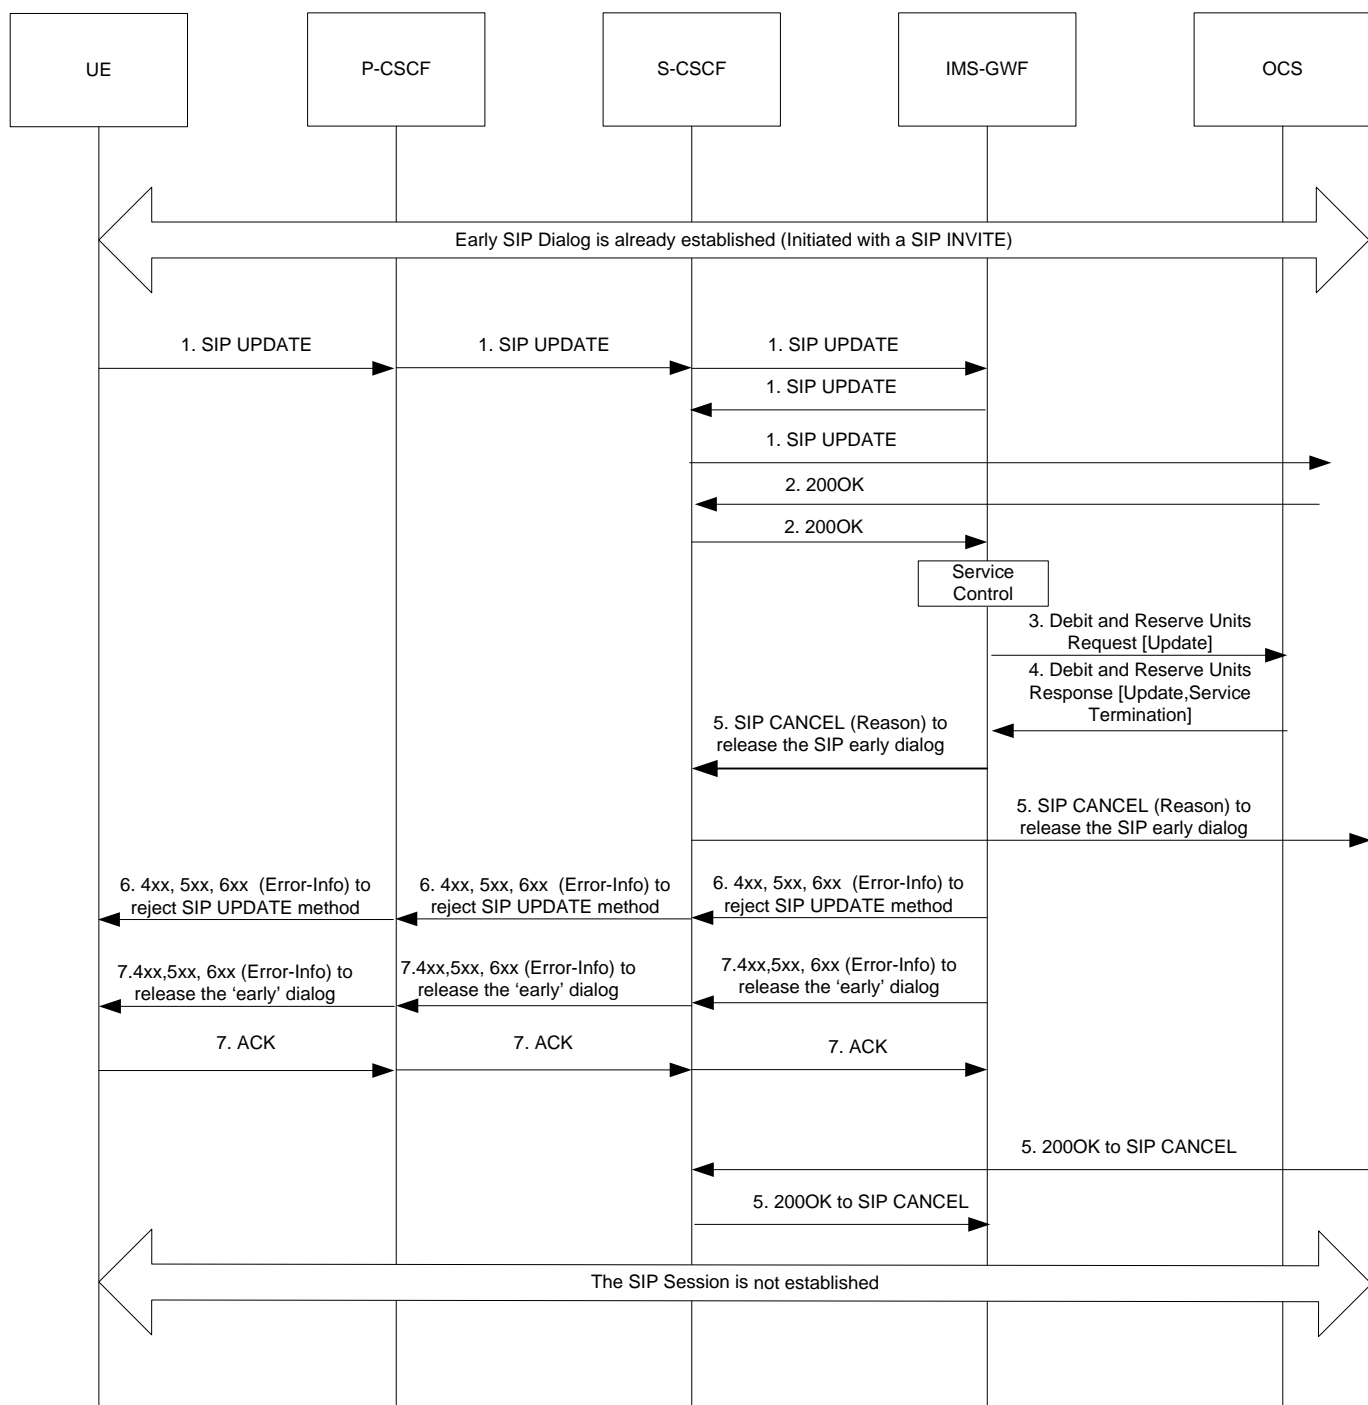 UE
P-CSCF
S-CSCF
IMS-GWF
OCS
Early SIP Dialog is already established (Initiated with a SIP INVITE)
1. SIP UPDATE
1. SIP UPDATE
1. SIP UPDATE
1. SIP UPDATE
1. SIP UPDATE
2. 200OK
2. 200OK
Service
Control
3. Debit and Reserve Units
Request [Update]
4. Debit and Reserve Units
Response [Update,Service
Termination]
5. SIP CANCEL (Reason) to
release the SIP early dialog
5. SIP CANCEL (Reason) to
release the SIP early dialog
6. 4xx, 5xx, 6xx (Error-Info) to
reject SIP UPDATE method
6. 4xx, 5xx, 6xx (Error-Info) to
reject SIP UPDATE method
6. 4xx, 5xx, 6xx (Error-Info) to
reject SIP UPDATE method
7.4xx,5xx, 6xx (Error-Info) to
release the ‘early’ dialog
7.4xx,5xx, 6xx (Error-Info) to
release the ‘early’ dialog
7.4xx,5xx, 6xx (Error-Info) to
release the ‘early’ dialog
7. ACK
7. ACK
7. ACK
5. 200OK to SIP CANCEL
5. 200OK to SIP CANCEL
The SIP Session is not established